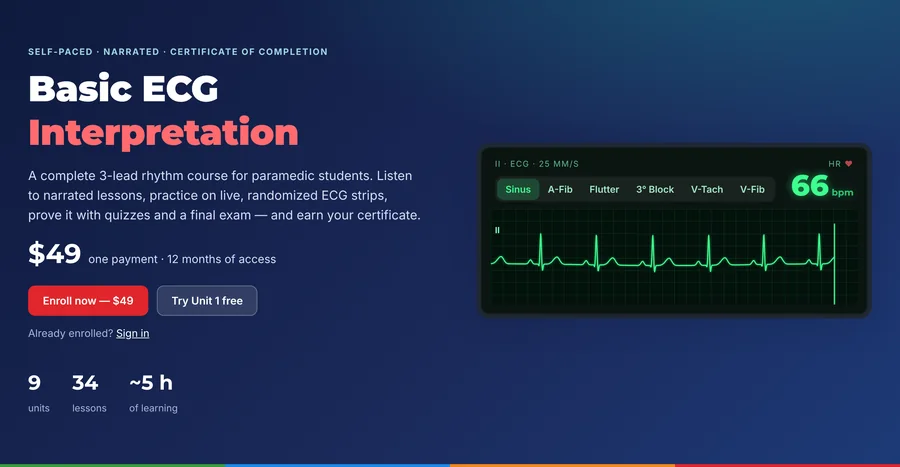 SELF-PACED · NARRATED · CERTIFICATE OF COMPLETION
Basic ECG
Interpretation
A complete 3-lead rhythm course for paramedic students. Listen
to narrated lessons, practice on live, randomized ECG strips,
prove it with quizzes and a final exam — and earn your certificate.
$49 one payment · 12 months of access
Enroll now — $49
Try Unit 1 free
Already enrolled? Sign in
9 34 ~5 h
units lessons of learning
II · ECG · 25 MM/S
HR
Sinus A-Fib Flutter 3° Block V-Tach V-Fib
66 bpm
II